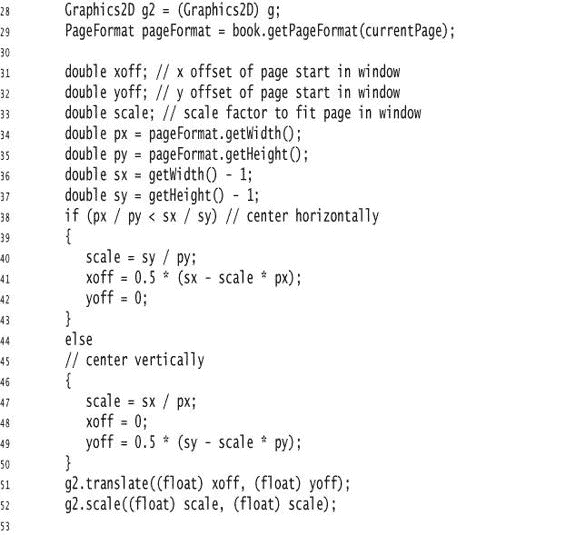 28 Graphics2D g2 = (Graphics2D) g;
29 PageFormat pageFormat = book.getPageFormat(currentPage);
30
31 double xoff; // x offset of page start in window
32 double yoff; // y offset of page start in window
33 double scale; // scale factor to fit page in window
34 double px = pageFormat.getWidth();
35 double py = pageFormat.getHeight();
36 double sx = getWidth() - 1;
37 double sy = getHeight() - 1;
38 if (px / py < sx / sy) // center horizontally
39 {
40 scale = sy / py;
41 xoff = 0.5 * (sx - scale * px);
42 yoff = 0;
43 }
44 else
45 // center vertically
46 {
47 scale = sx / px;
48 xoff = 0;
49 yoff = 0.5 * (sy - scale * py);
50 }
51 g2.translate((float) xoff, (float) yoff);
52 g2.scale((float) scale, (float) scale);
53